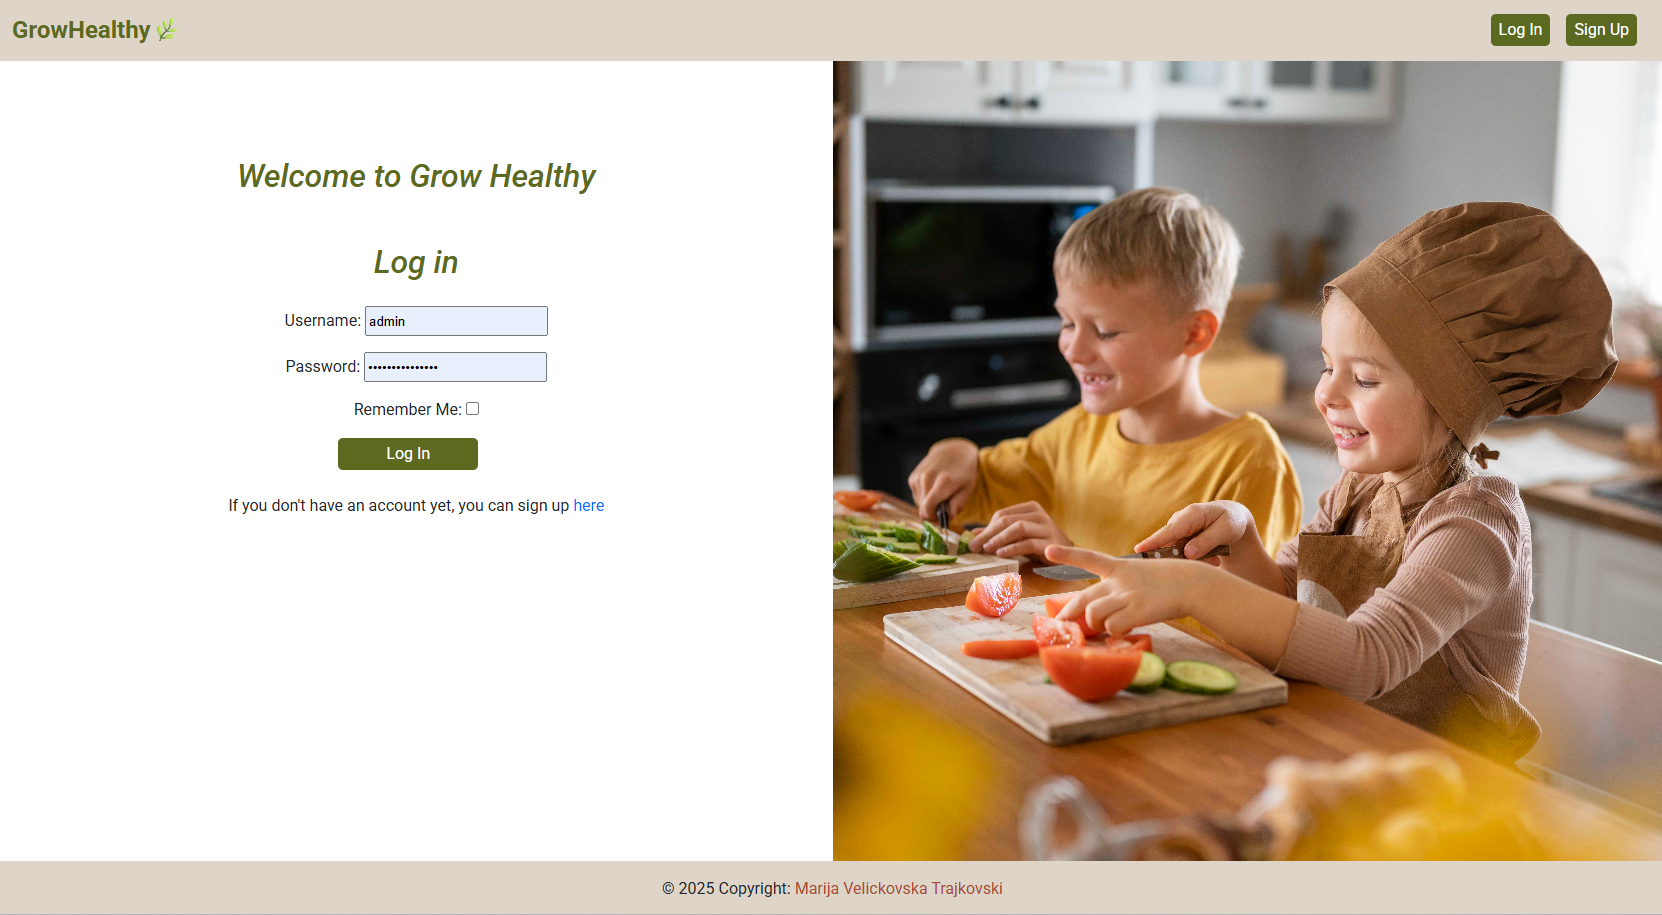 GrowHealthy
Log In
Sign Up
Welcome to Grow Healthy
Log in
Username: admin
Password: •••••••••••••••
Remember Me:
Log In
If you don't have an account yet, you can sign up here
© 2025 Copyright: Marija Velickovska Trajkovski